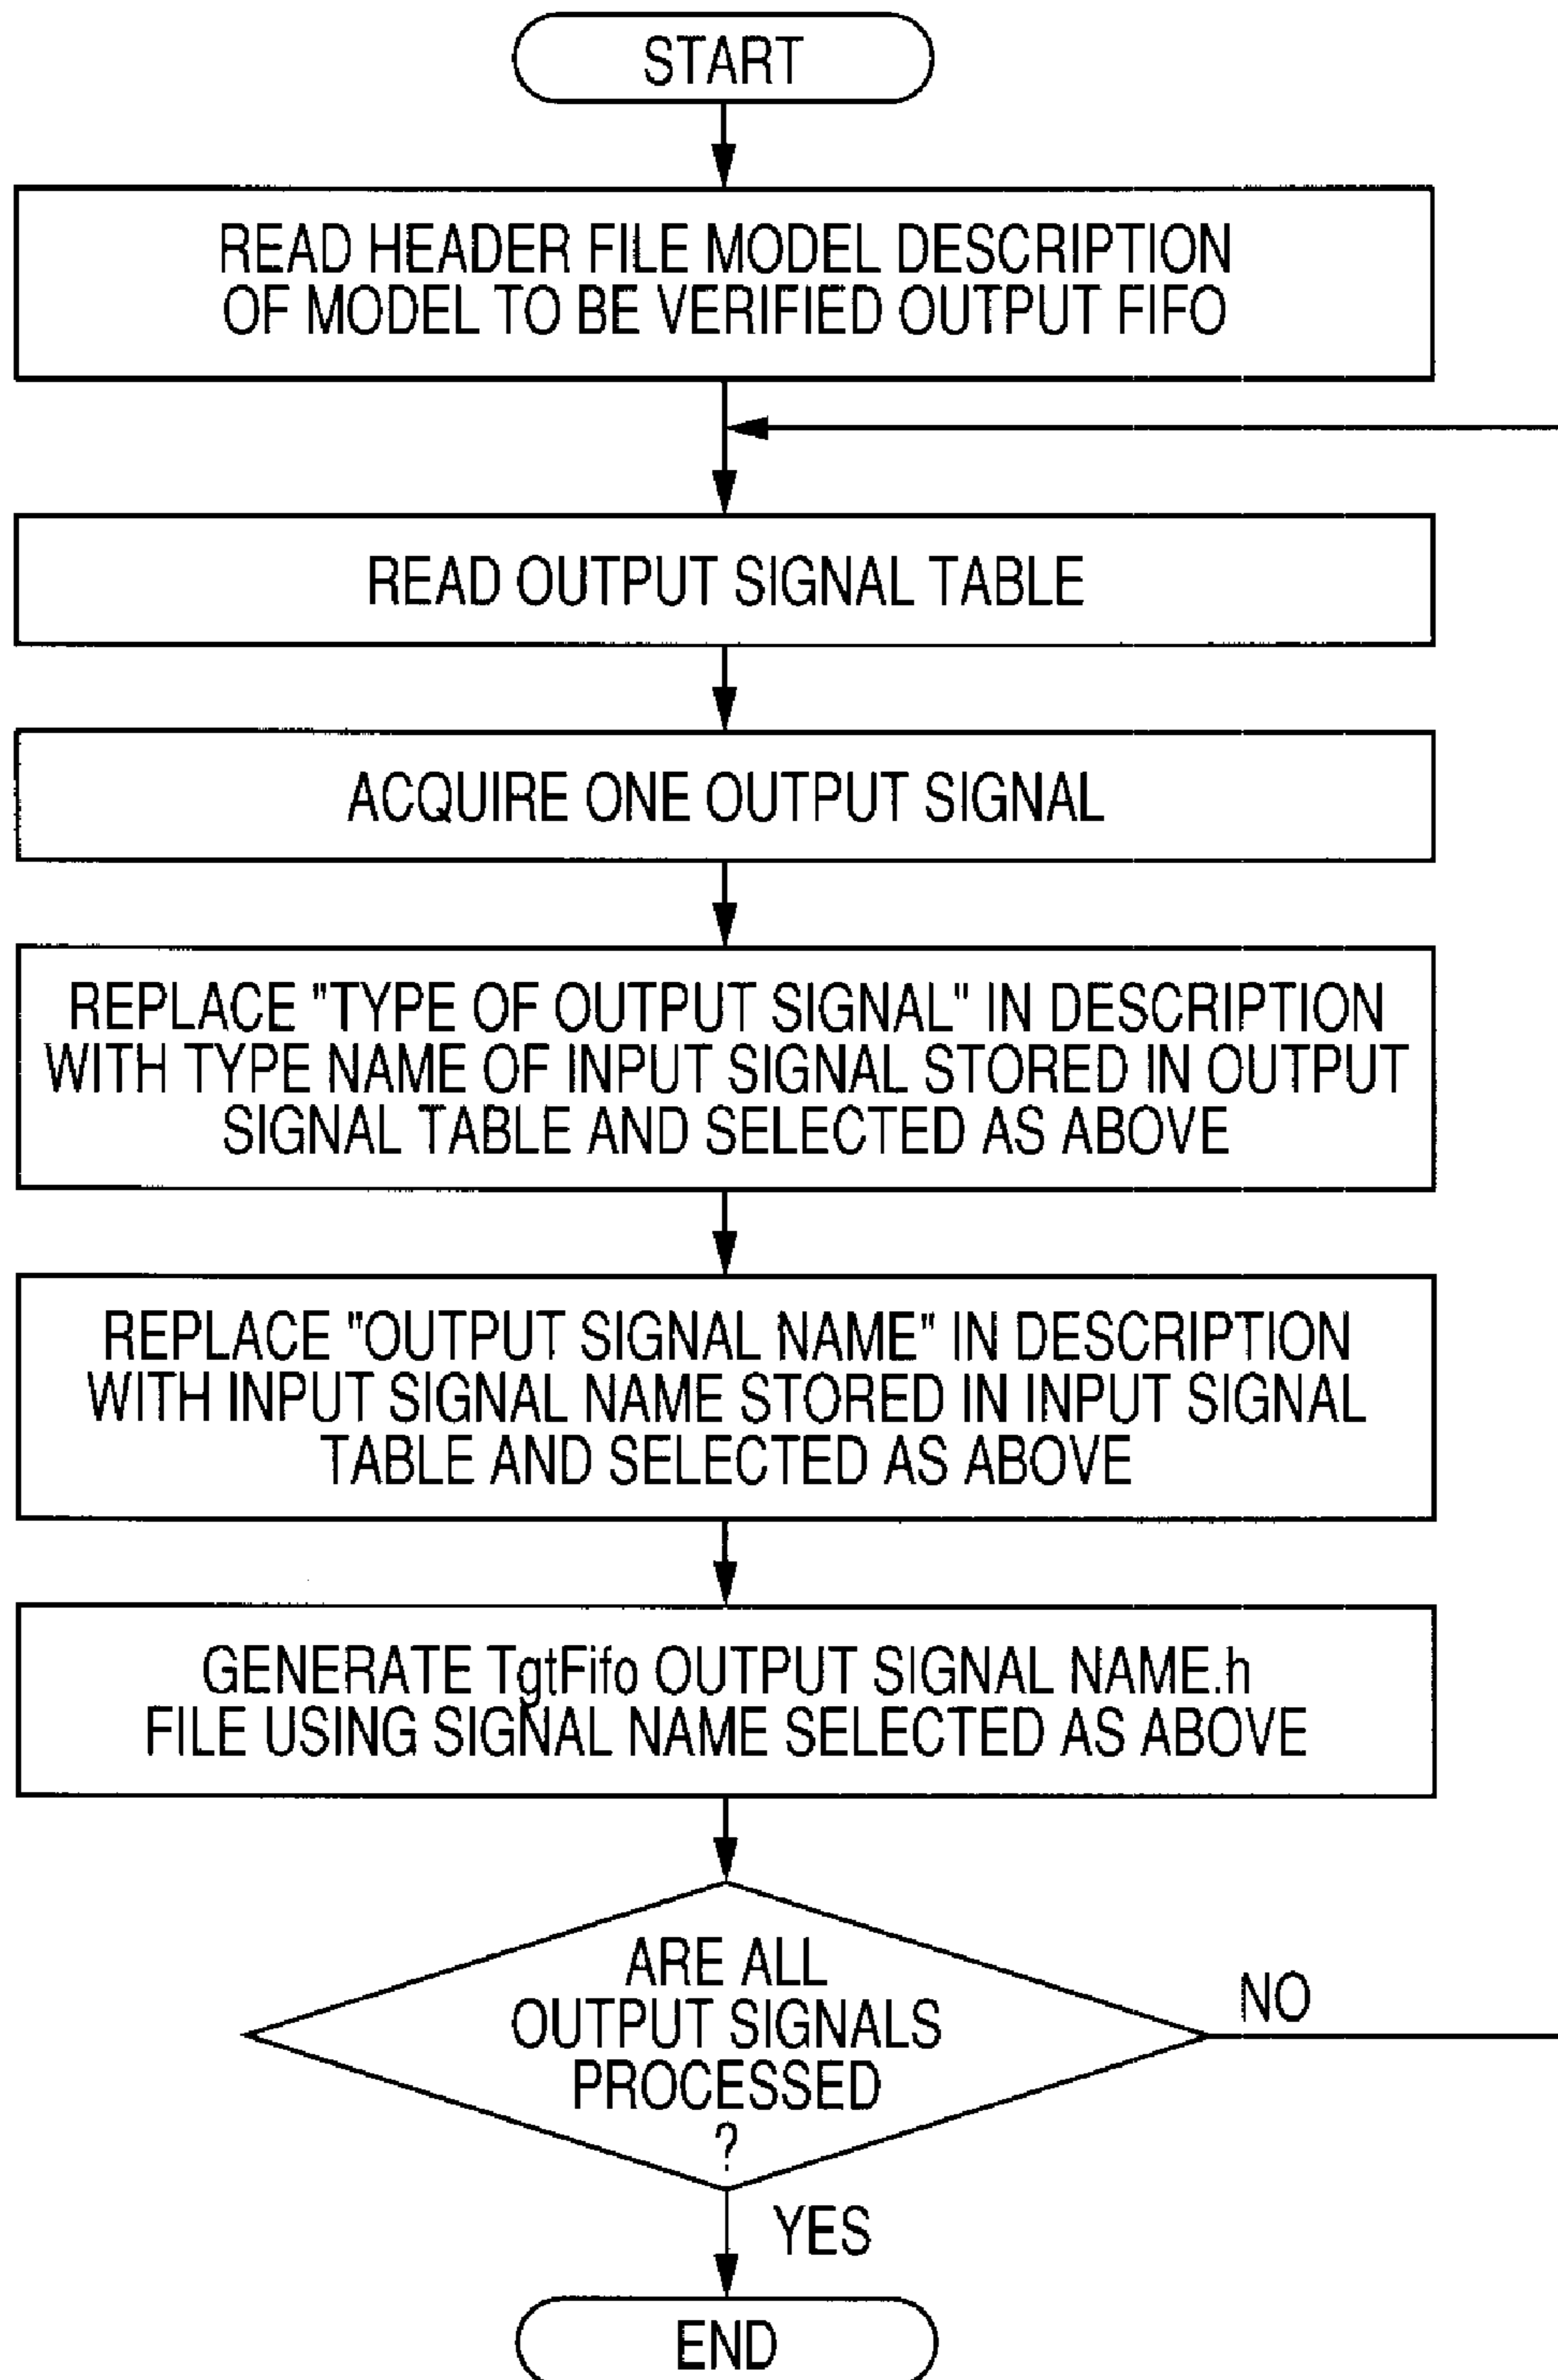 START
READ HEADER FILE MODEL DESCRIPTION
OF MODEL TO BE VERIFIED OUTPUT FIFO
READ OUTPUT SIGNAL TABLE
ACQUIRE ONE OUTPUT SIGNAL
REPLACE "TYPE OF OUTPUT SIGNAL" IN DESCRIPTION
WITH TYPE NAME OF INPUT SIGNAL STORED IN OUTPUT
SIGNAL TABLE AND SELECTED AS ABOVE
REPLACE "OUTPUT SIGNAL NAME" IN DESCRIPTION
WITH INPUT SIGNAL NAME STORED IN INPUT SIGNAL
TABLE AND SELECTED AS ABOVE
GENERATE TgtFifo OUTPUT SIGNAL NAME.h
FILE USING SIGNAL NAME SELECTED AS ABOVE
ARE ALL
OUTPUT SIGNALS
PROCESSED
?
NO
YES
END